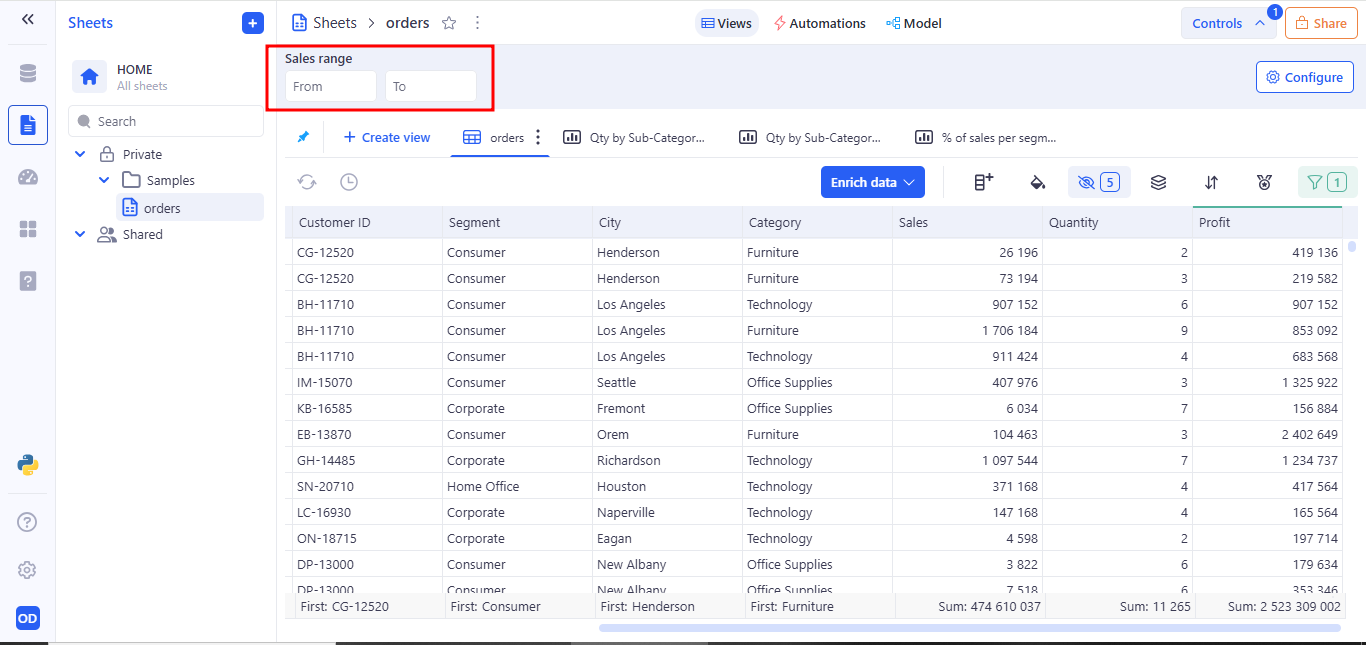 Sheets
+
Sheets > orders
Views
Automations
Model
Controls
1
Share
HOME
All sheets
Sales range
From
To
Configure
Search
Private
Samples
orders
Shared
+ Create view
orders
Qty by Sub-Categor...
Qty by Sub-Categor...
% of sales per segm...
Enrich data
5
1
Customer ID Segment City Category Sales Quantity Profit
CG-12520 Consumer Henderson Furniture 26 196 2 419 136
CG-12520 Consumer Henderson Furniture 73 194 3 219 582
BH-11710 Consumer Los Angeles Technology 907 152 6 907 152
BH-11710 Consumer Los Angeles Furniture 1 706 184 9 853 092
BH-11710 Consumer Los Angeles Technology 911 424 4 683 568
IM-15070 Consumer Seattle Office Supplies 407 976 3 1 325 922
KB-16585 Corporate Fremont Office Supplies 6 034 7 156 884
EB-13870 Consumer Orem Furniture 104 463 3 2 402 649
GH-14485 Corporate Richardson Technology 1 097 544 7 1 234 737
SN-20710 Home Office Houston Technology 371 168 4 417 564
LC-16930 Corporate Naperville Technology 147 168 4 165 564
ON-18715 Corporate Eagan Technology 4 598 2 197 714
DP-13000 Consumer New Albany Office Supplies 3 822 6 179 634
DP-13000 Consumer New Albany Office Supplies 7 518 6 353 346
First: CG-12520 First: Consumer First: Henderson First: Furniture Sum: 474 610 037 Sum: 11 265 Sum: 2 523 309 002
?
?
OD